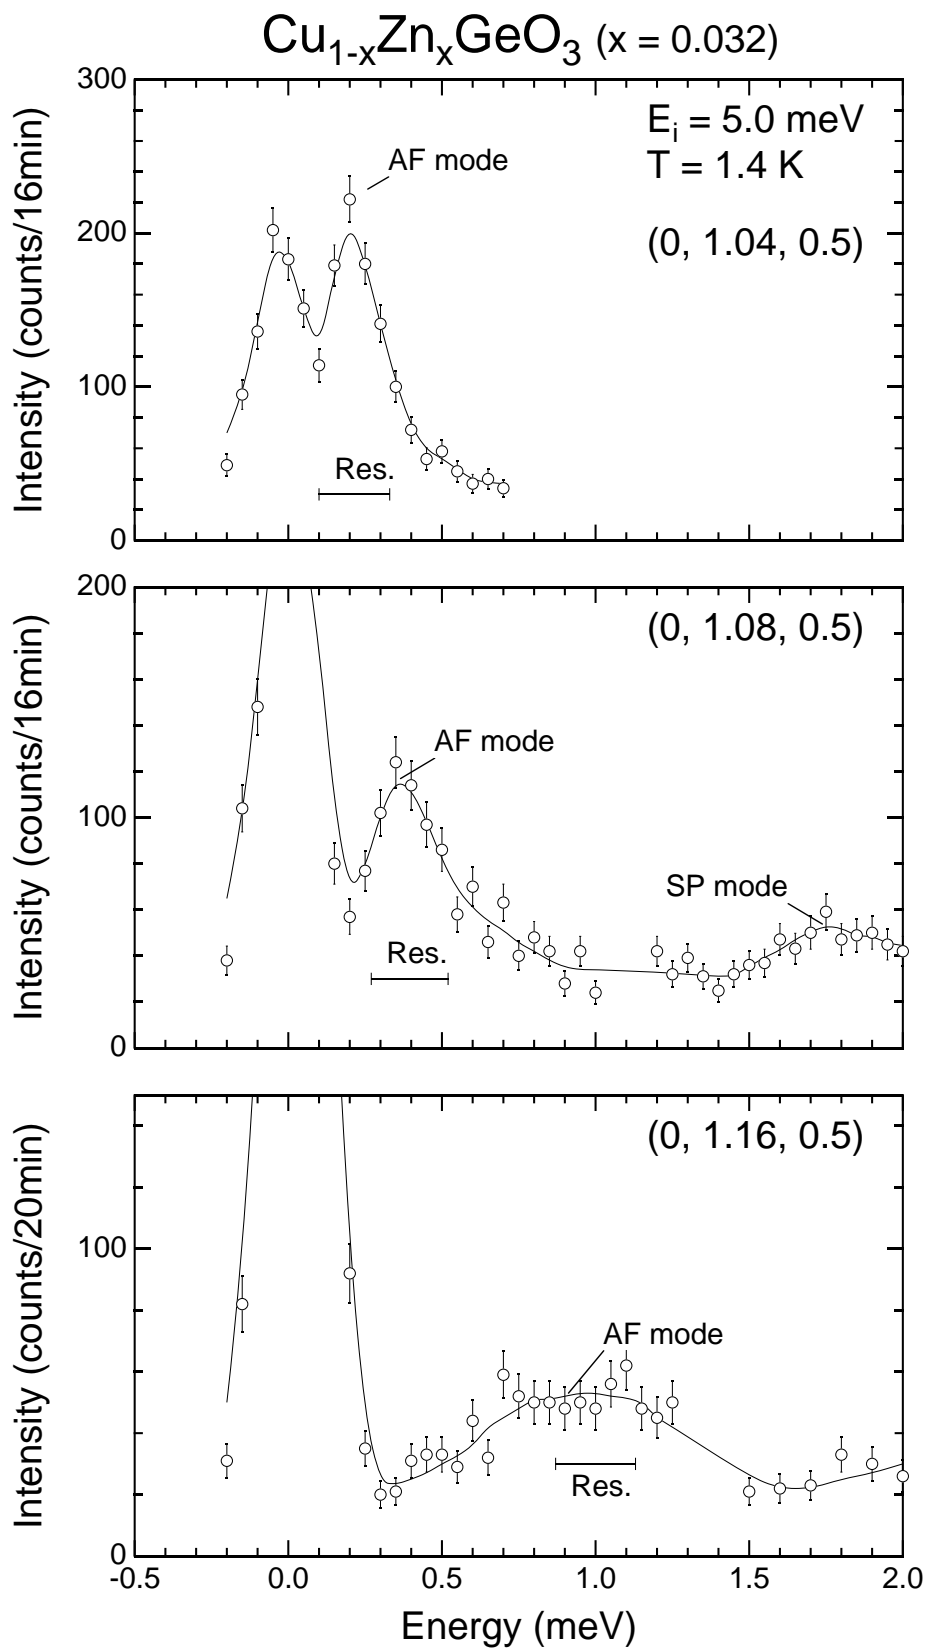 Cu1-xZnxGeO3 (x = 0.032)
300
200
100
0
Intensity (counts/16min)
Ei = 5.0 meV
T = 1.4 K
(0, 1.04, 0.5)
AF mode
Res.
200
100
0
Intensity (counts/16min)
(0, 1.08, 0.5)
AF mode
SP mode
Res.
100
0
Intensity (counts/20min)
(0, 1.16, 0.5)
AF mode
Res.
-0.5 0.0 0.5 1.0 1.5 2.0
Energy (meV)